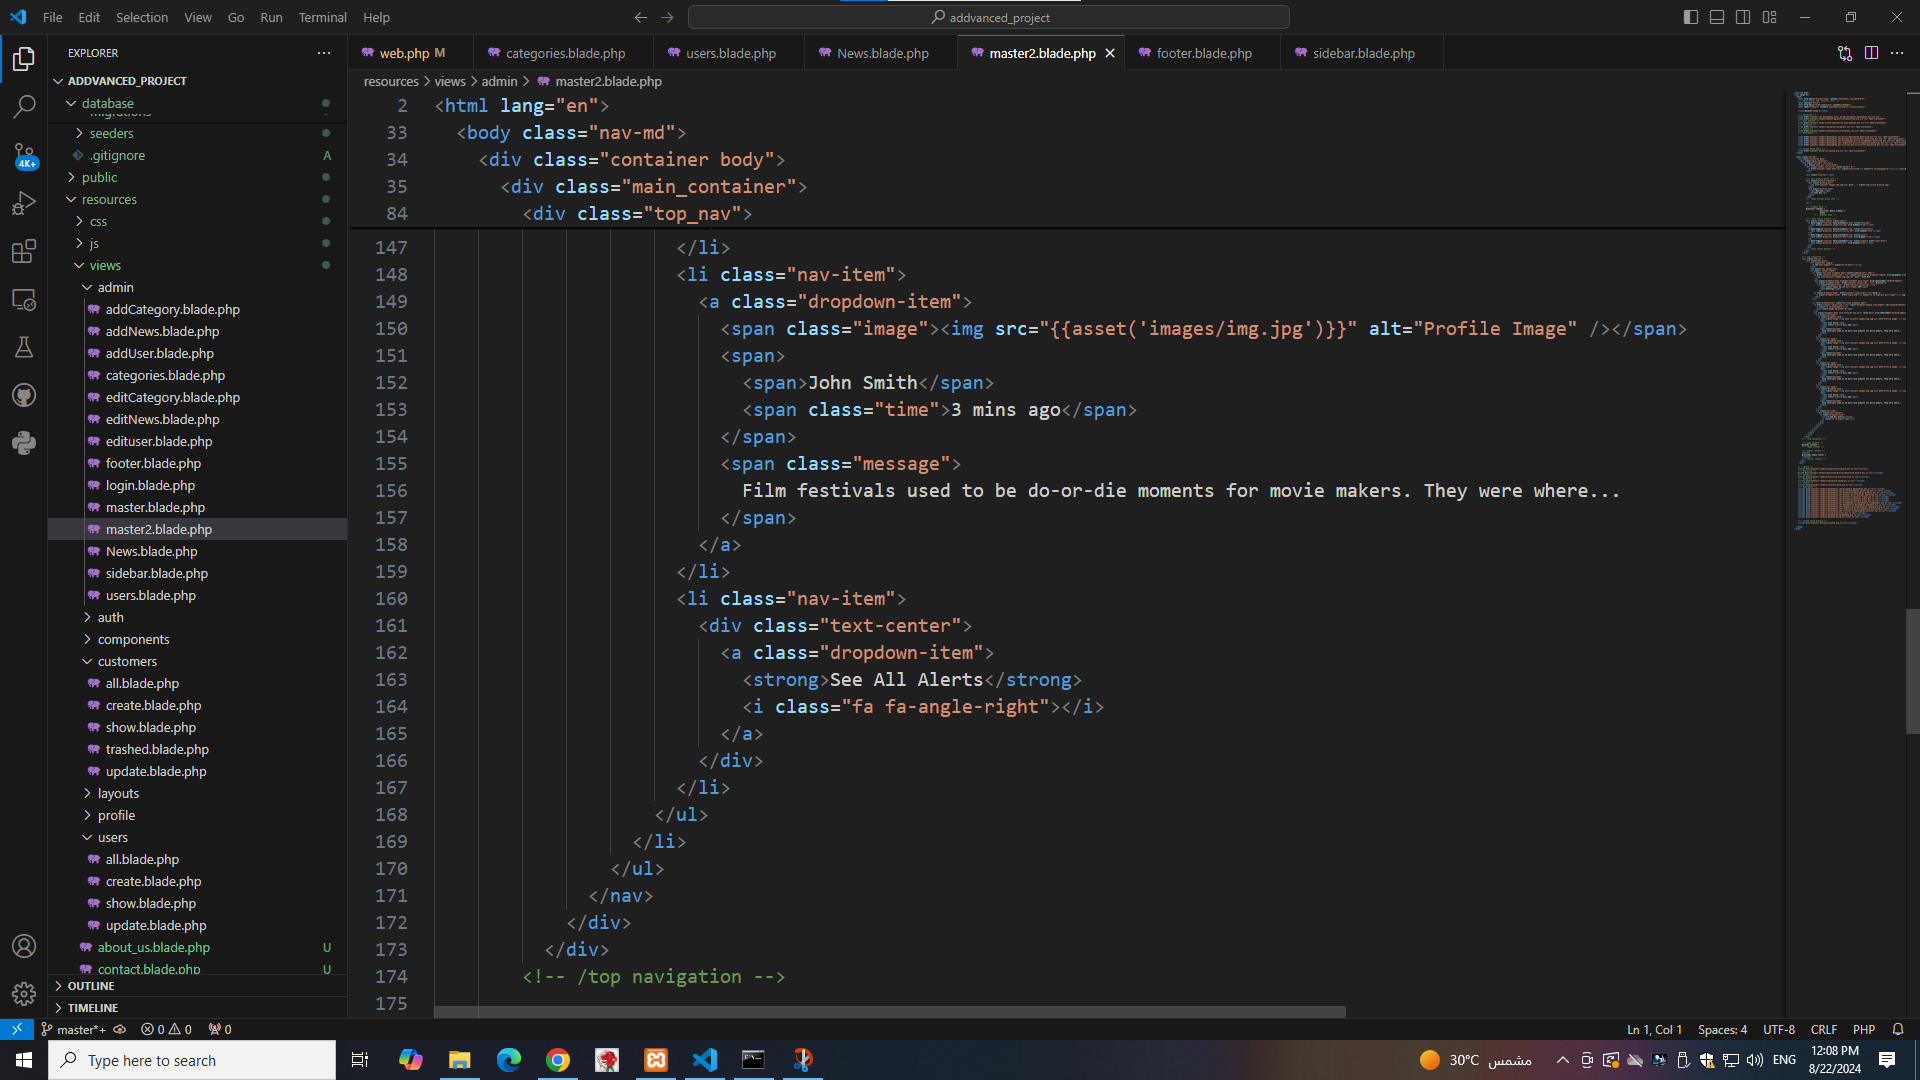 File Edit Selection View Go Run Terminal Help
addvanced_project
EXPLORER
ADDVANCED_PROJECT
database
seeders
.gitignore A
public
resources
css
js
views
admin
addCategory.blade.php
addNews.blade.php
addUser.blade.php
categories.blade.php
editCategory.blade.php
editNews.blade.php
edituser.blade.php
footer.blade.php
login.blade.php
master.blade.php
master2.blade.php
News.blade.php
sidebar.blade.php
users.blade.php
auth
components
customers
all.blade.php
create.blade.php
show.blade.php
trashed.blade.php
update.blade.php
layouts
profile
users
all.blade.php
create.blade.php
show.blade.php
update.blade.php
about_us.blade.php U
contact.blade.php U
OUTLINE
TIMELINE
4K+
web.php M categories.blade.php users.blade.php News.blade.php master2.blade.php footer.blade.php sidebar.blade.php
resources > views > admin > master2.blade.php
2 <html lang="en">
33 <body class="nav-md">
34 <div class="container body">
35 <div class="main_container">
84 <div class="top_nav">
147 </li>
148 <li class="nav-item">
149 <a class="dropdown-item">
150 <span class="image"><img src="{{asset('images/img.jpg')}}" alt="Profile Image" /></span>
151 <span>
152 <span>John Smith</span>
153 <span class="time">3 mins ago</span>
154 </span>
155 <span class="message">
156 Film festivals used to be do-or-die moments for movie makers. They were where...
157 </span>
158 </a>
159 </li>
160 <li class="nav-item">
161 <div class="text-center">
162 <a class="dropdown-item">
163 <strong>See All Alerts</strong>
164 <i class="fa fa-angle-right"></i>
165 </a>
166 </div>
167 </li>
168 </ul>
169 </li>
170 </ul>
171 </nav>
172 </div>
173 </div>
174 <!-- /top navigation -->
175
master*+ 0 0 0 Ln 1, Col 1 Spaces: 4 UTF-8 CRLF PHP
Type here to search
30°C مشمس
ENG
12:08 PM
8/22/2024